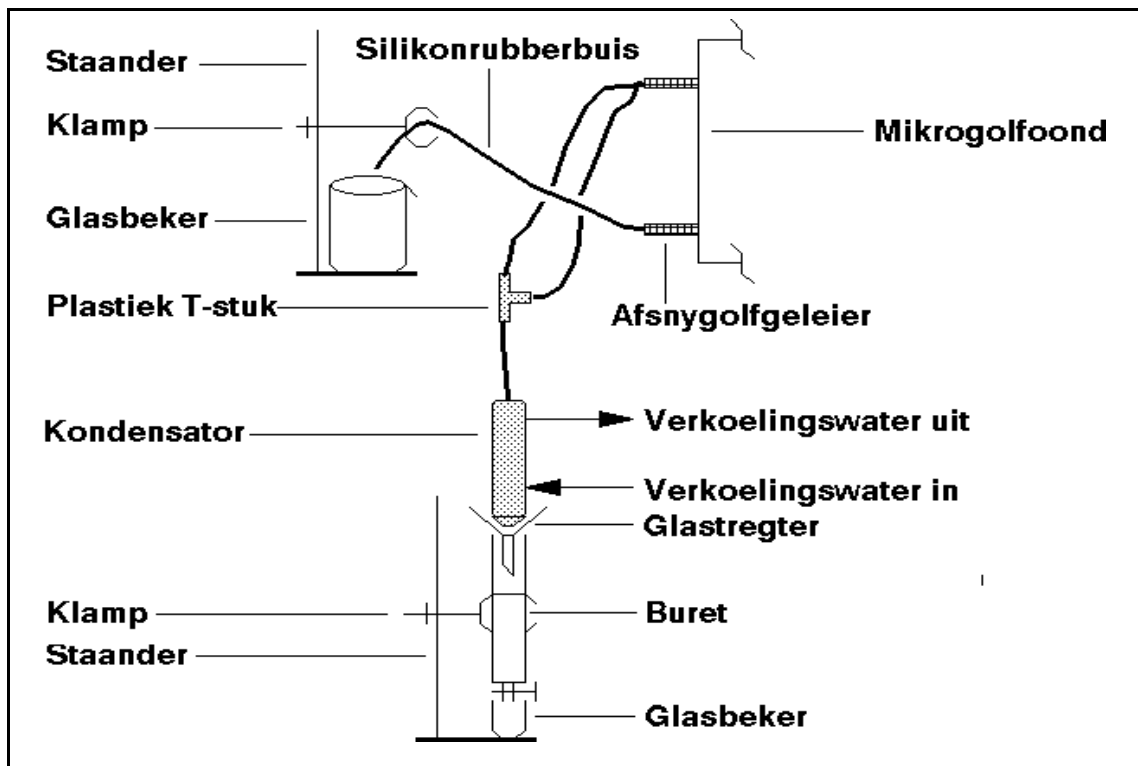 Silikonrubberbuis
Staander
Klamp
Mikrogolfoond
Glasbeker
Plastiek T-stuk
Afsnygolfgeleier
Kondensator
Verkoelingswater uit
Verkoelingswater in
Glastregter
Klamp
Buret
Staander
Glasbeker